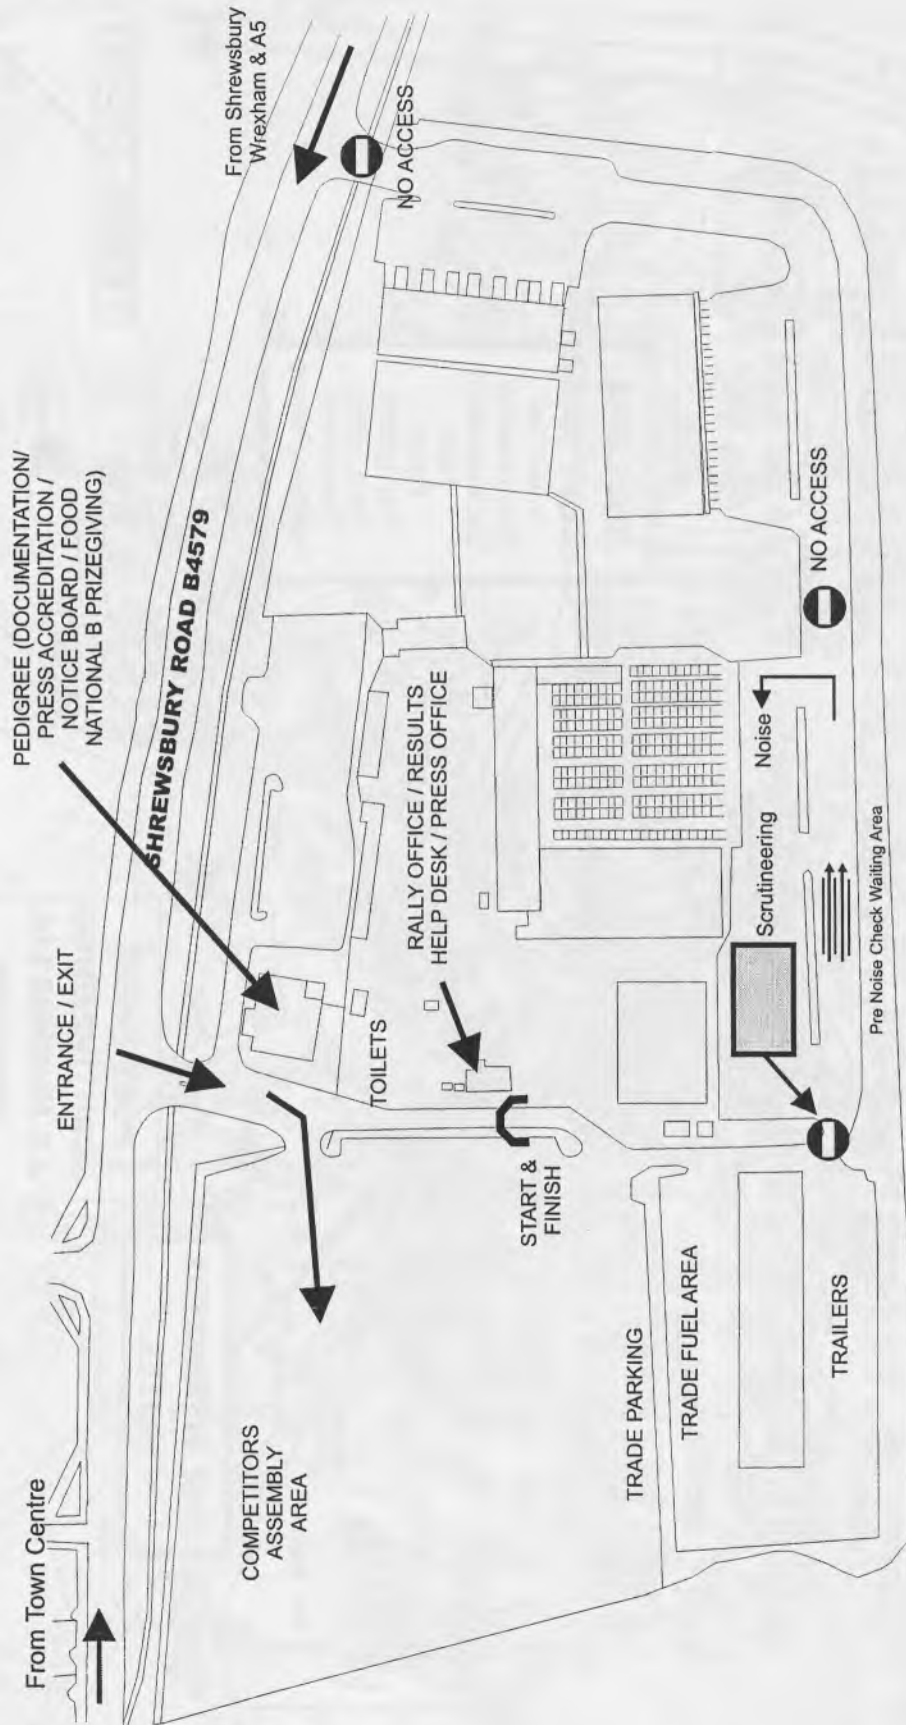 From Town Centre
ENTRANCE / EXIT
PEDIGREE (DOCUMENTATION/
PRESS ACCREDITATION /
NOTICE BOARD / FOOD
NATIONAL B PRIZEGIVING)
From Shrewsbury
Wrexham & A5
SHREWSBURY ROAD B4579
NO ACCESS
COMPETITORS
ASSEMBLY
AREA
TOILETS
RALLY OFFICE / RESULTS
HELP DESK / PRESS OFFICE
START &
FINISH
TRADE PARKING
TRADE FUEL AREA
TRAILERS
Scrutineering
Noise
NO ACCESS
Pre Noise Check Waiting Area